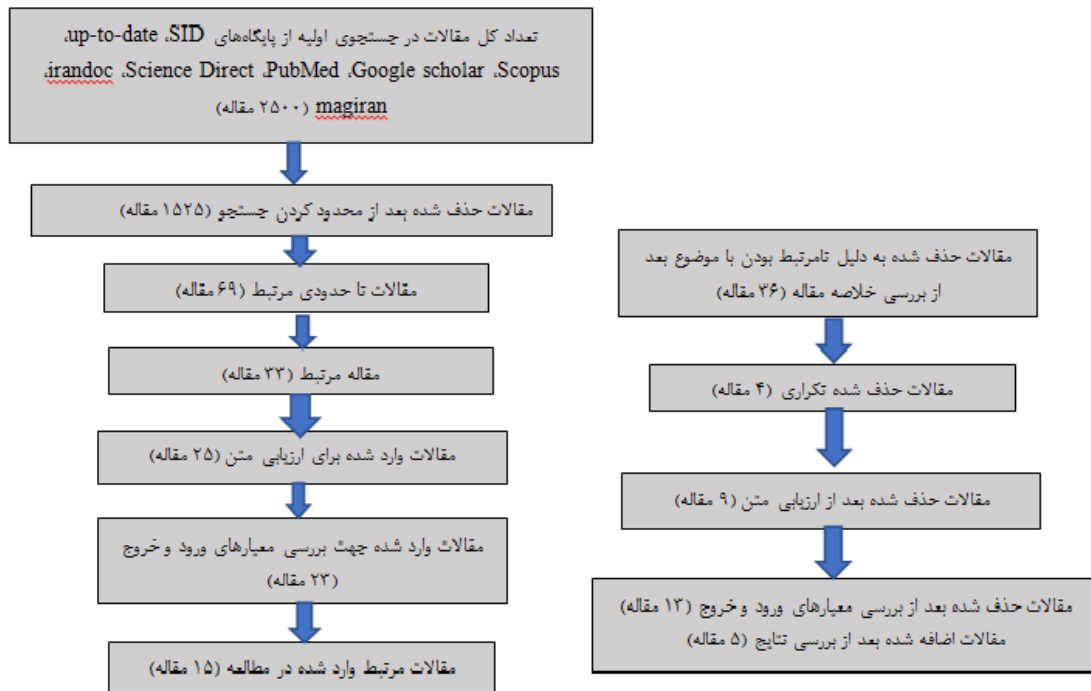 تعداد کل مقالات در جستجوی اولیه از پایگاه‌های up-to-date ،SID،
irandoc ،Science Direct ،PubMed ،Google scholar ،Scopus،
magiran (۲۵۰۰ مقاله)
مقالات حذف شده بعد از محدود کردن جستجو (۱۵۲۵ مقاله)
مقالات تا حدودی مرتبط (۶۹ مقاله)
مقاله مرتبط (۳۳ مقاله)
مقالات وارد شده برای ارزیابی متن (۲۵ مقاله)
مقالات وارد شده جهت بررسی معیارهای ورود و خروج
(۲۳ مقاله)
مقالات مرتبط وارد شده در مطالعه (۱۵ مقاله)
مقالات حذف شده به دلیل نامرتبط بودن با موضوع بعد
از بررسی خلاصه مقاله (۳۶ مقاله)
مقالات حذف شده تکراری (۴ مقاله)
مقالات حذف شده بعد از ارزیابی متن (۹ مقاله)
مقالات حذف شده بعد از بررسی معیارهای ورود و خروج (۱۳ مقاله)
مقالات اضافه شده بعد از بررسی نتایج (۵ مقاله)